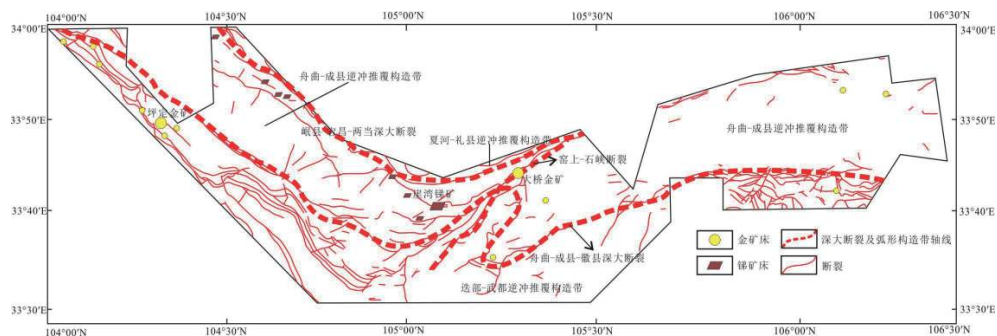 104°00'E
104°30'E
105°00'E
105°30'E
106°00'E
106°30'E
34°00'N
34°00'N
舟曲-成县逆冲推覆构造带
33°50'N
坪定金矿
岷县-宕昌-两当深大断裂
夏河-礼县逆冲推覆构造带
舟曲-成县逆冲推覆构造带
33°50'N
窑上-石峡断裂
大桥金矿
崖湾锑矿
33°40'N
33°40'N
金矿床
深大断裂及弧形构造带轴线
舟曲-成县-徽县深大断裂
锑矿床
断裂
迭部-武都逆冲推覆构造带
33°30'N
33°30'N
104°00'E
104°30'E
105°00'E
105°30'E
106°00'E
106°30'E